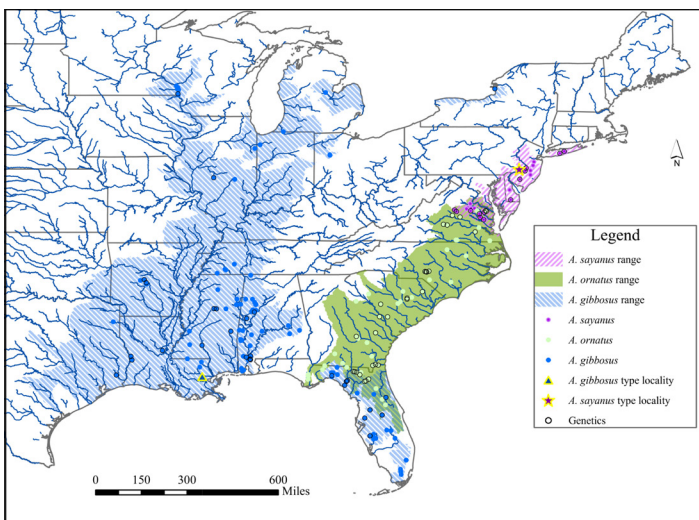 N
Legend
A. sayanus range
A. ornatus range
A. gibbosus range
A. sayanus
A. ornatus
A. gibbosus
A. gibbosus type locality
A. sayanus type locality
Genetics
0 150 300 600
Miles